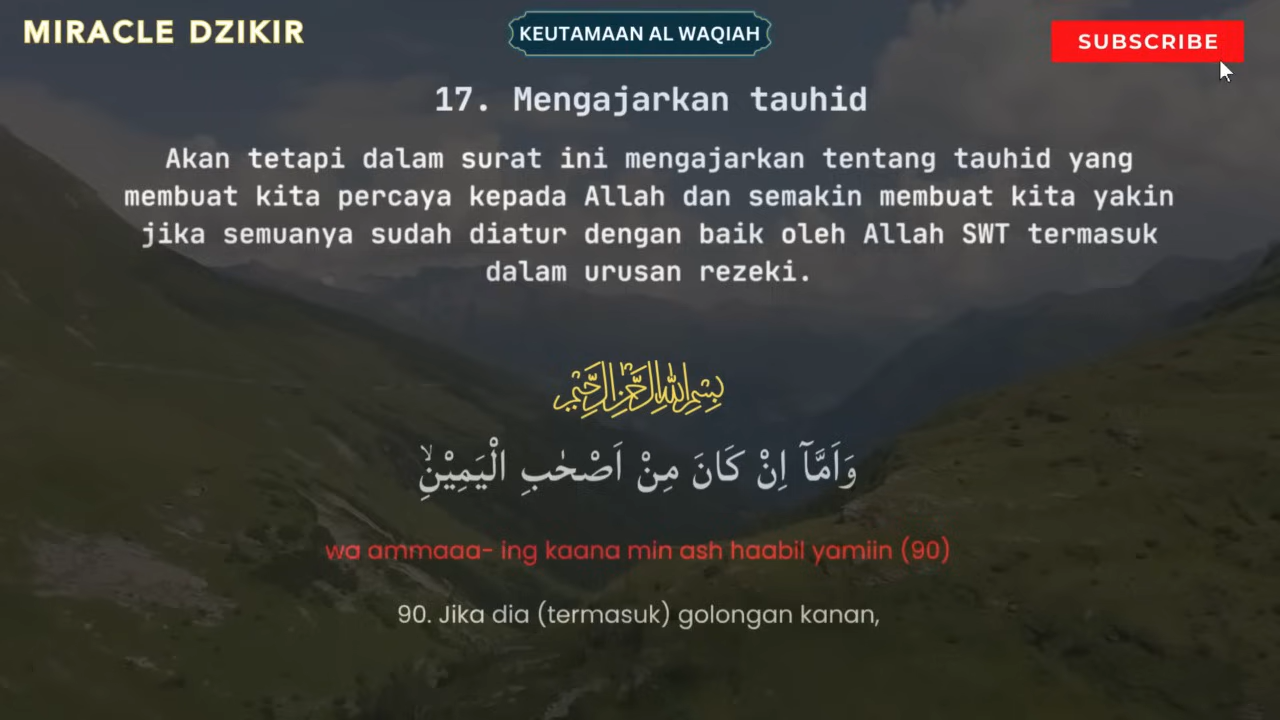 MIRACLE DZIKIR
KEUTAMAAN AL WAQIAH
SUBSCRIBE
17. Mengajarkan tauhid
Akan tetapi dalam surat ini mengajarkan tentang tauhid yang
membuat kita percaya kepada Allah dan semakin membuat kita yakin
jika semuanya sudah diatur dengan baik oleh Allah SWT termasuk
dalam urusan rezeki.
بِسْمِ اللهِ الرَّحْمٰنِ الرَّحِيْمِ
وَاَمَّآ اِنْ كَانَ مِنْ اَصْحٰبِ الْيَمِيْنِۙ
wa ammaaa- ing kaana min ash haabil yamiin (90)
90. Jika dia (termasuk) golongan kanan,